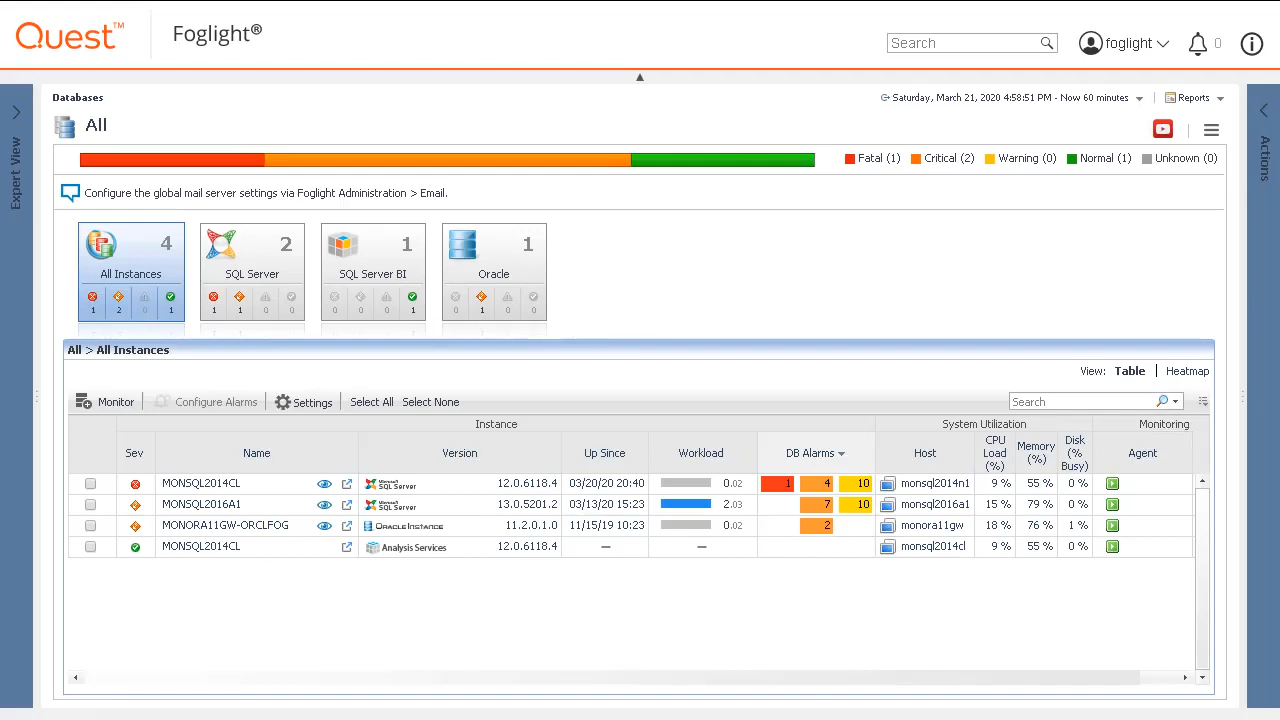 Quest™
Foglight®
Search
foglight
0
Databases
Saturday, March 21, 2020 4:58:51 PM - Now 60 minutes
Reports
All
Fatal (1) Critical (2) Warning (0) Normal (1) Unknown (0)
Configure the global mail server settings via Foglight Administration > Email.
4 2 1 1
All Instances SQL Server SQL Server BI Oracle
1 2 0 1 1 1 0 0 0 0 0 1 0 1 0 0
All > All Instances
View: Table Heatmap
Monitor Configure Alarms Settings Select All Select None Search
Instance System Utilization Monitoring
Sev Name Version Up Since Workload DB Alarms Host CPU Load (%) Memory (%) Disk (% Busy) Agent
MONSQL2014CL Microsoft SQL Server 12.0.6118.4 03/20/20 20:40 0.02 1 4 10 monsql2014n1 9 % 55 % 0 %
MONSQL2016A1 Microsoft SQL Server 13.0.5201.2 03/13/20 15:23 2.03 7 10 monsql2016a1 15 % 79 % 0 %
MONORA11GW-ORCLFOG ORACLE INSTANCE 11.2.0.1.0 11/15/19 10:23 0.02 2 monora11gw 18 % 76 % 1 %
MONSQL2014CL Analysis Services 12.0.6118.4 — — monsql2014cl 9 % 55 % 0 %
Expert View
Actions